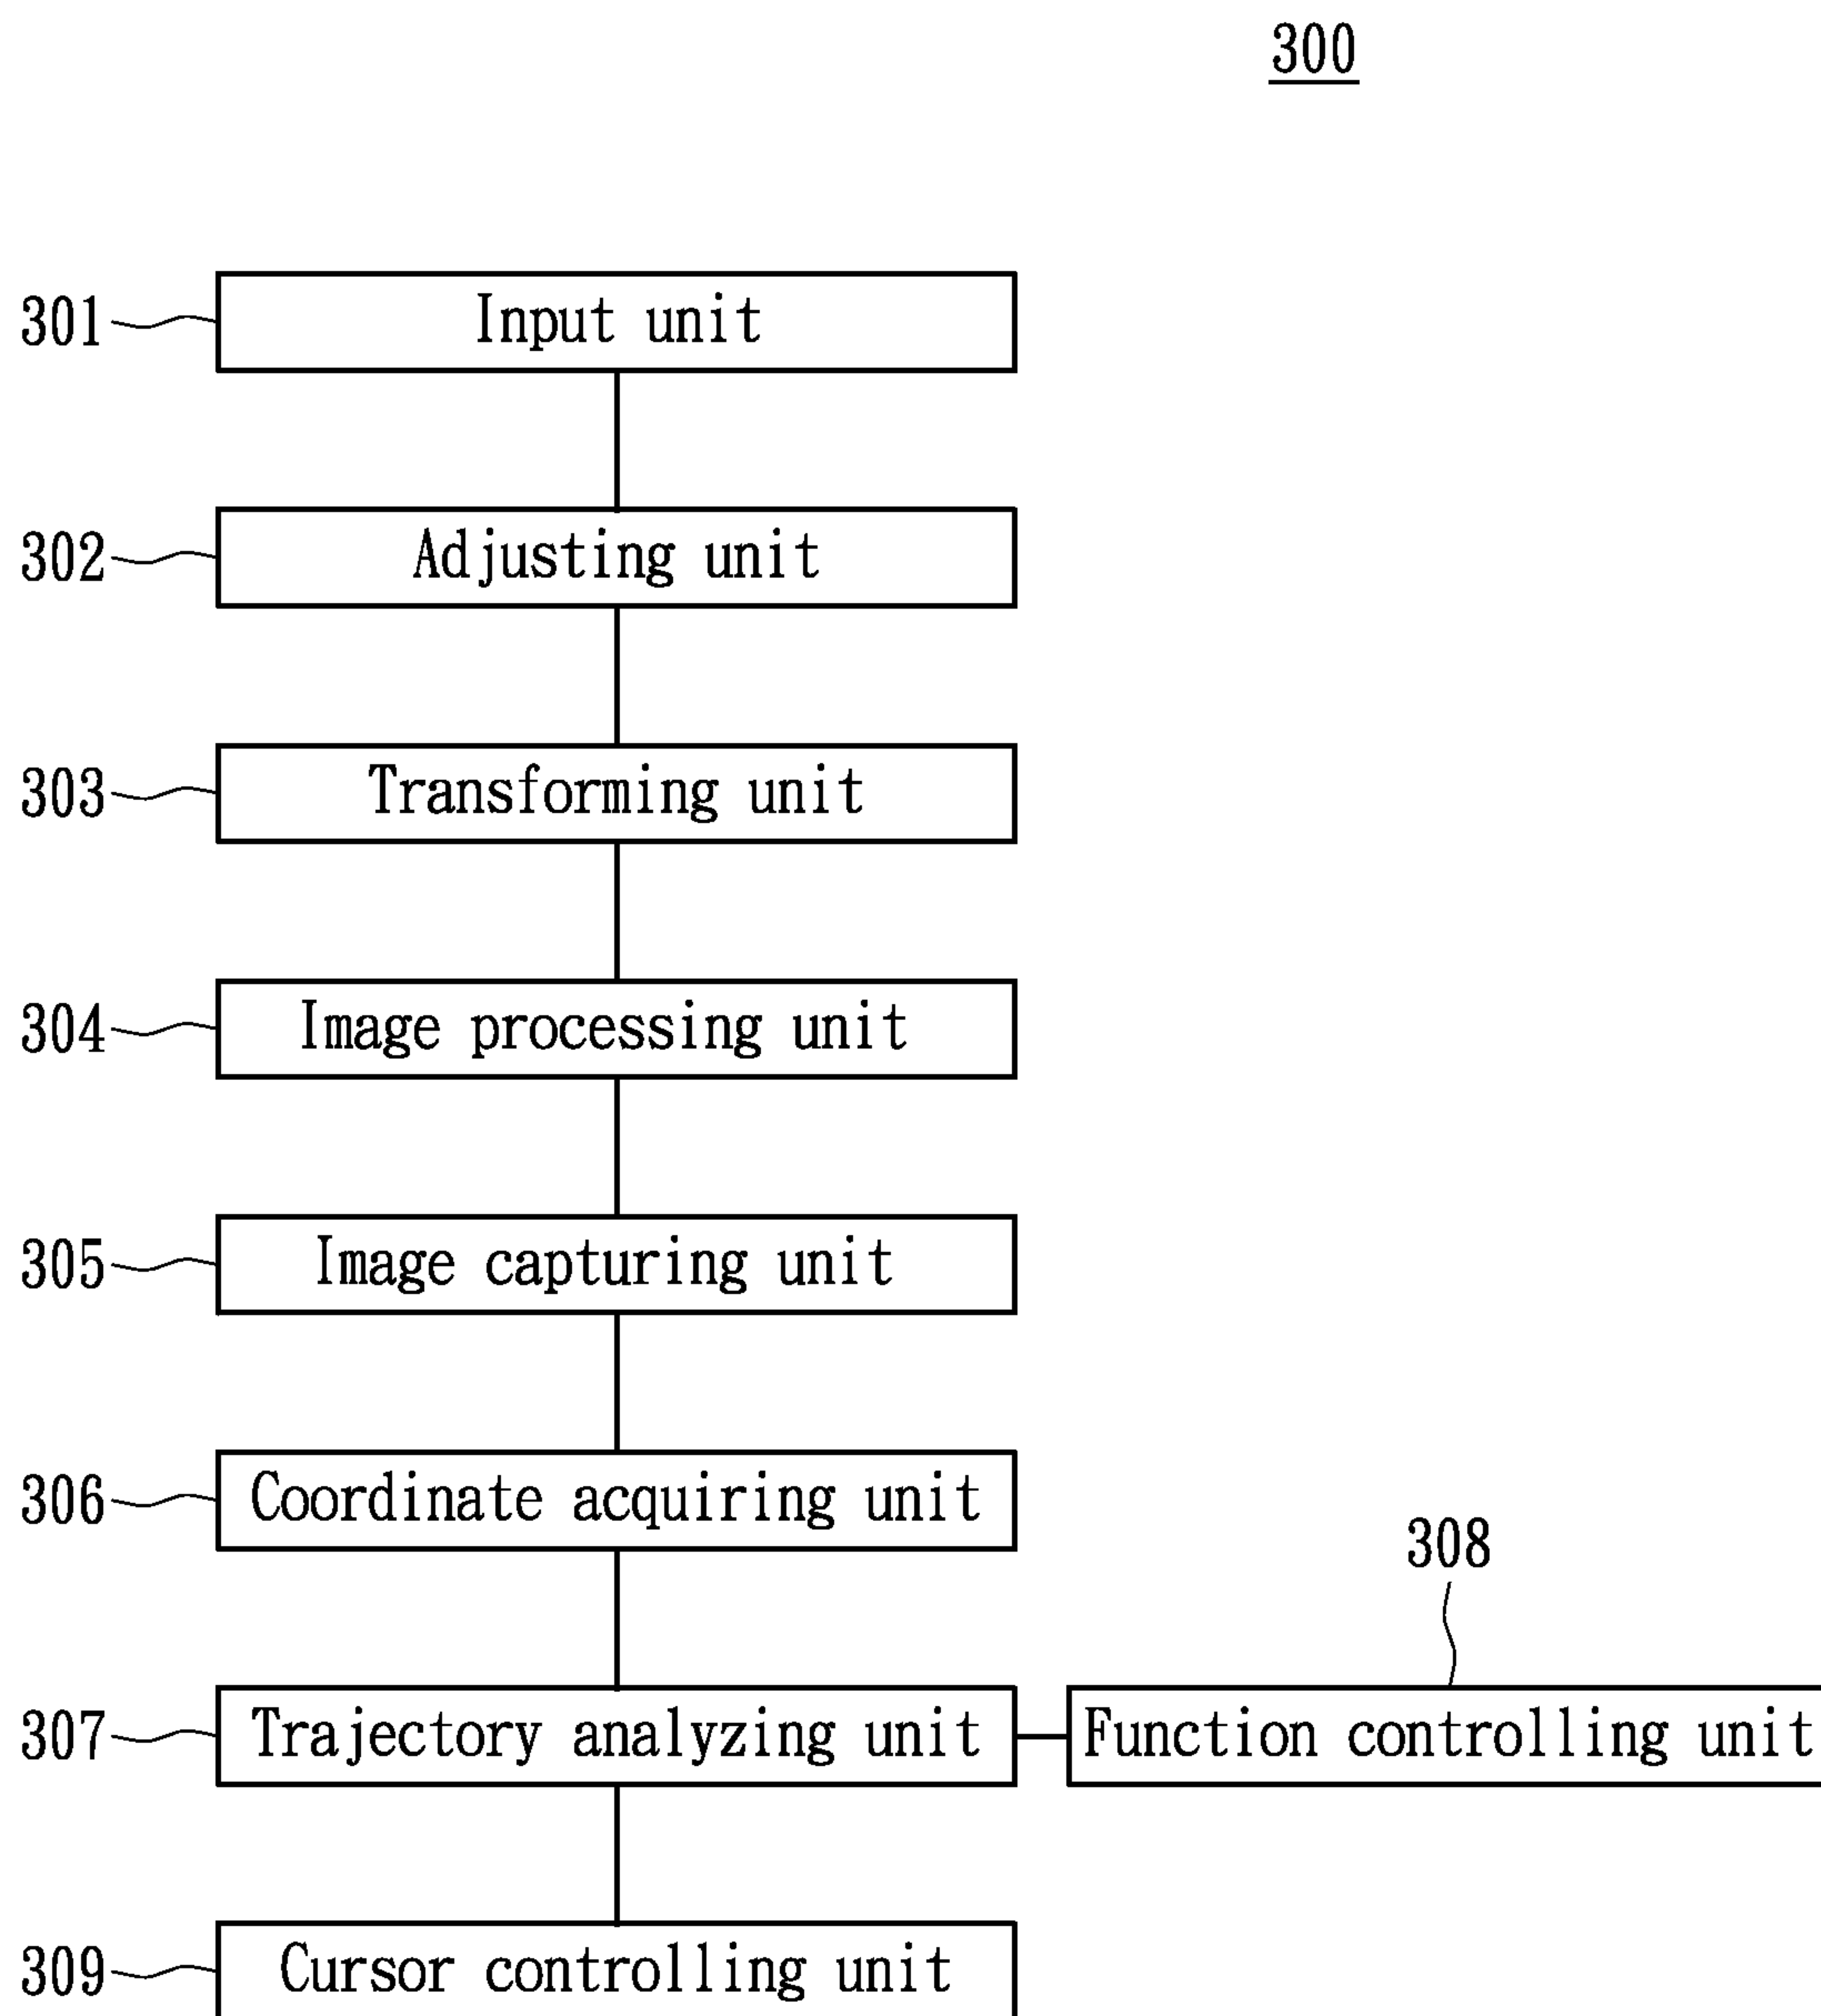 300
301 Input unit
302 Adjusting unit
303 Transforming unit
304 Image processing unit
305 Image capturing unit
306 Coordinate acquiring unit
308
307 Trajectory analyzing unit Function controlling unit
309 Cursor controlling unit